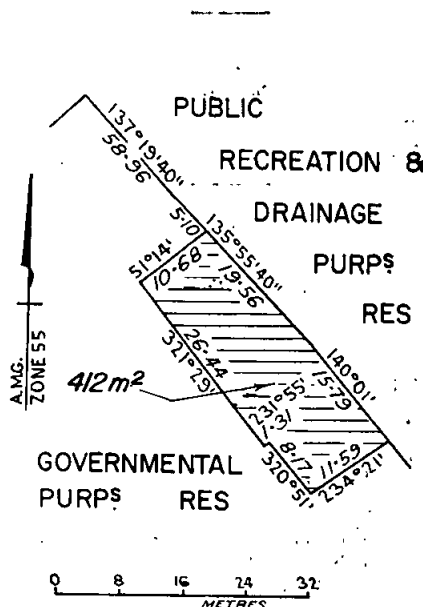 PUBLIC
RECREATION &
DRAINAGE
PURPS
RES
137°19'40"
58·96
5·10
135°55'40"
19·56
51°14'
10·68
140°01'
15·79
26·44
321°29'
231°55'
1·31
412m²
8·17
320°51'
11·59
234°21'
A.M.G.
ZONE 55
GOVERNMENTAL
PURPS RES
0 8 16 24 32
METRES